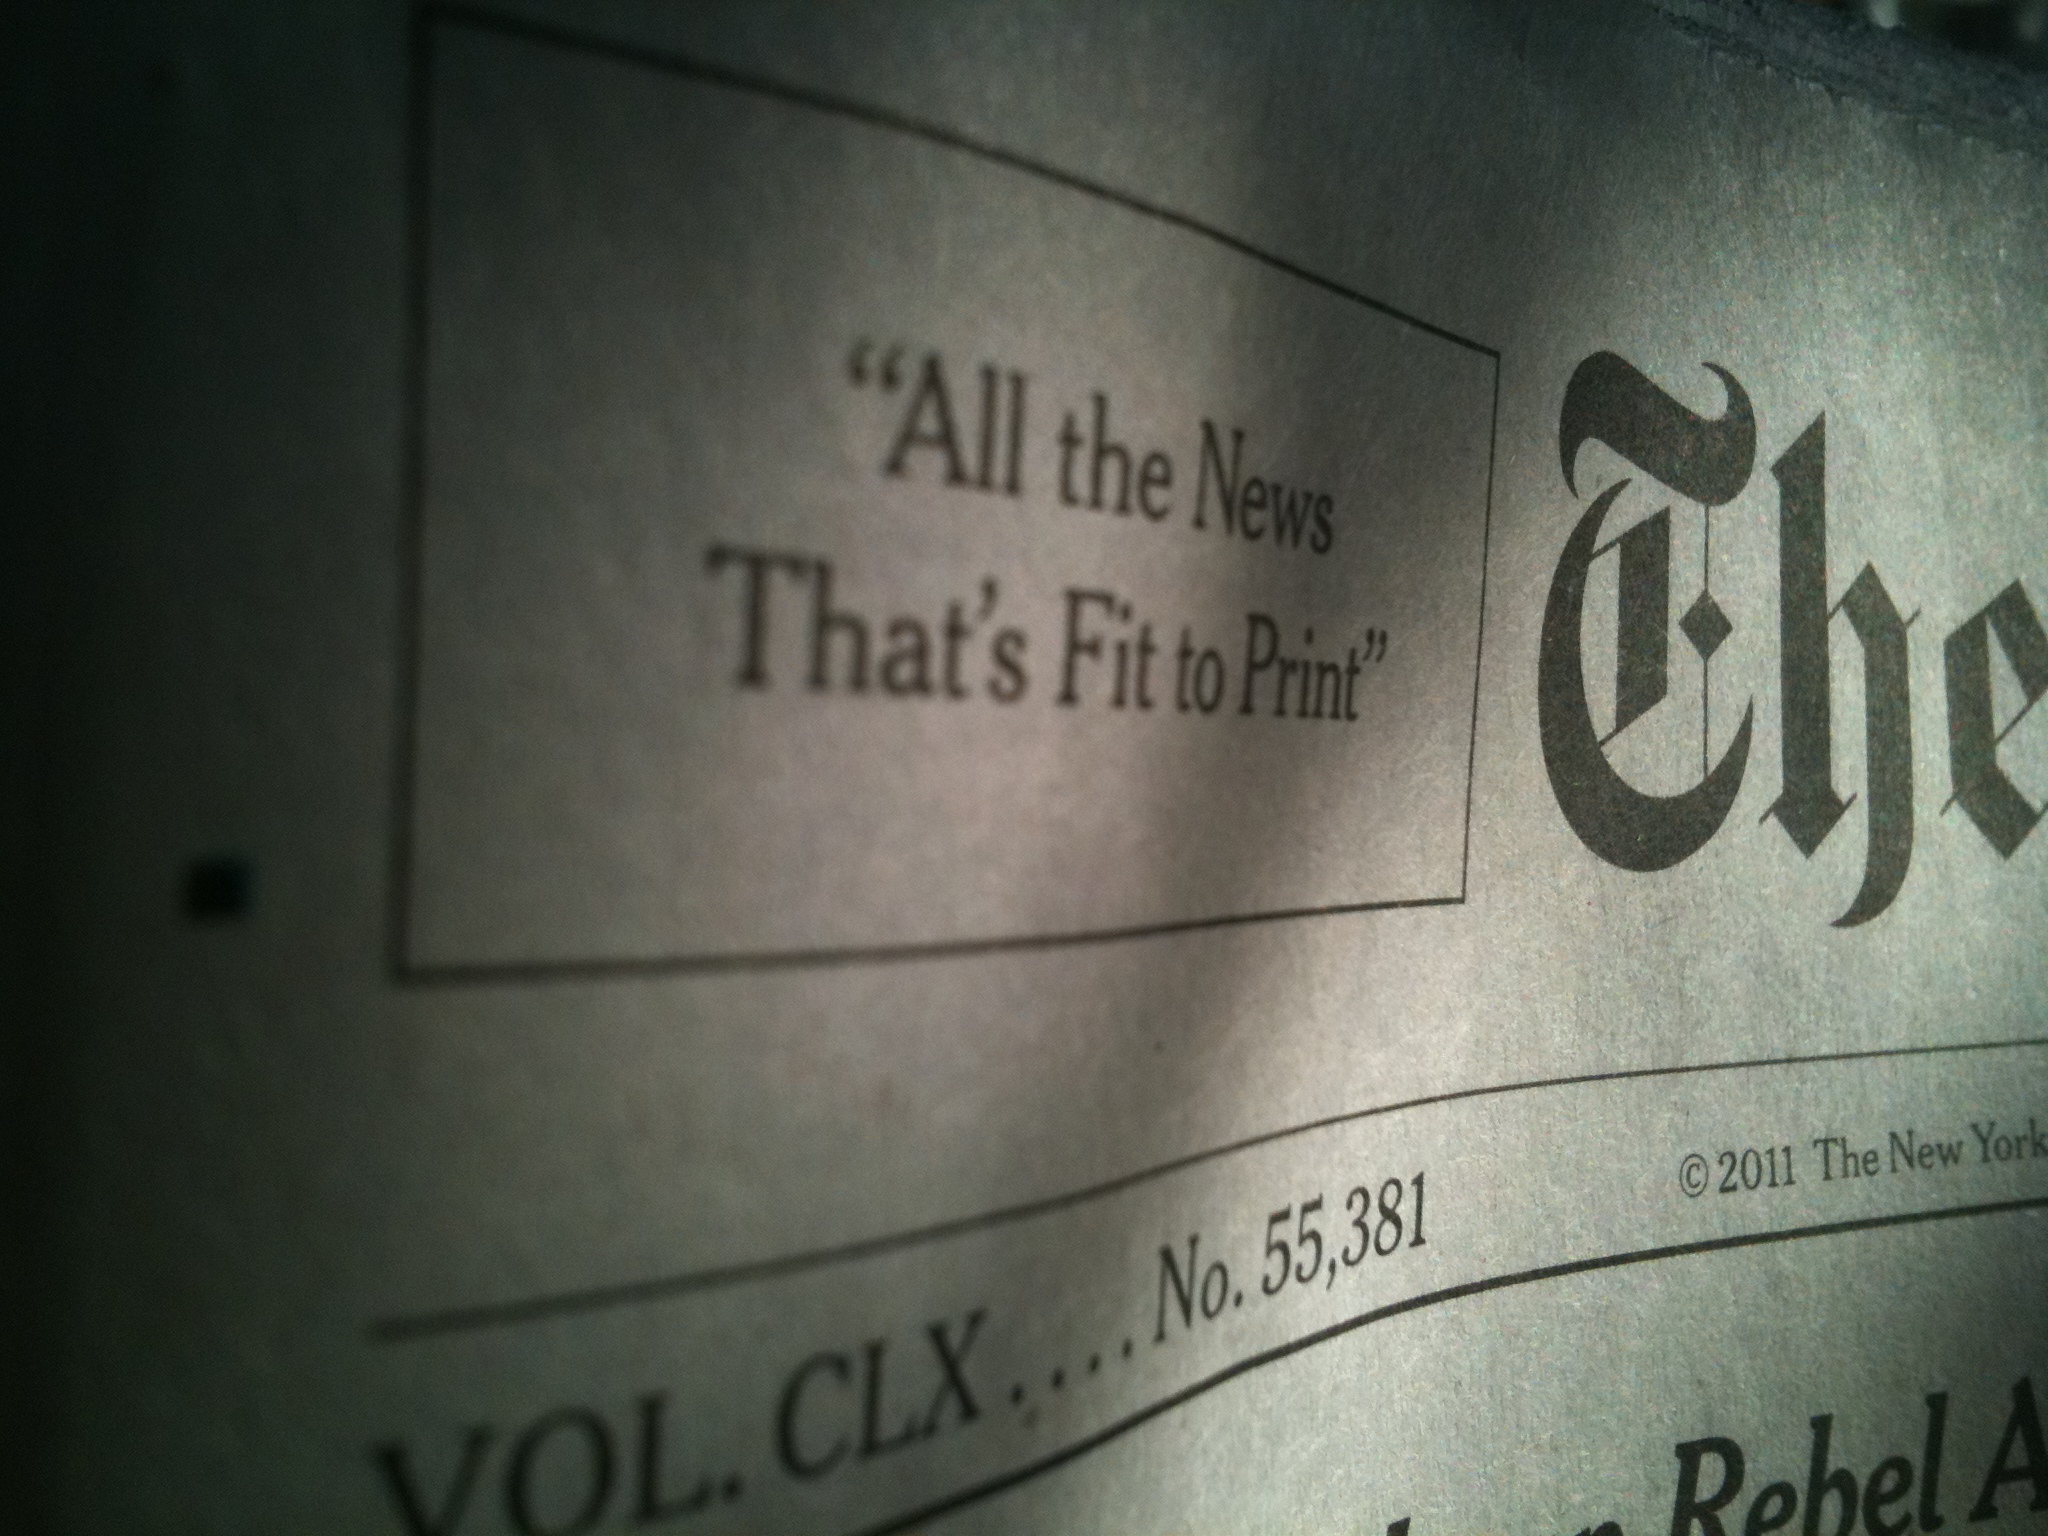 “All the News
That’s Fit to Print”
The
VOL. CLX .... No. 55,381
© 2011 The New York
Rebel A